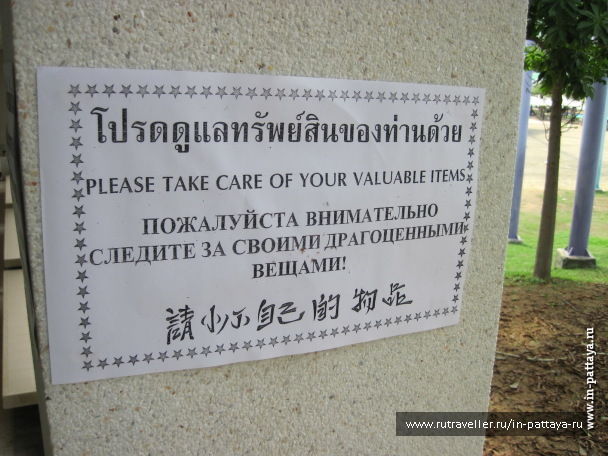 โปรดดูแลทรัพย์สินของท่านด้วย
PLEASE TAKE CARE OF YOUR VALUABLE ITEMS
ПОЖАЛУЙСТА ВНИМАТЕЛЬНО
СЛЕДИТЕ ЗА СВОИМИ ДРАГОЦЕННЫМИ
ВЕЩАМИ!
請小心自己的物品
www.in-pattaya.ru
www.rutraveller.ru/in-pattaya-ru